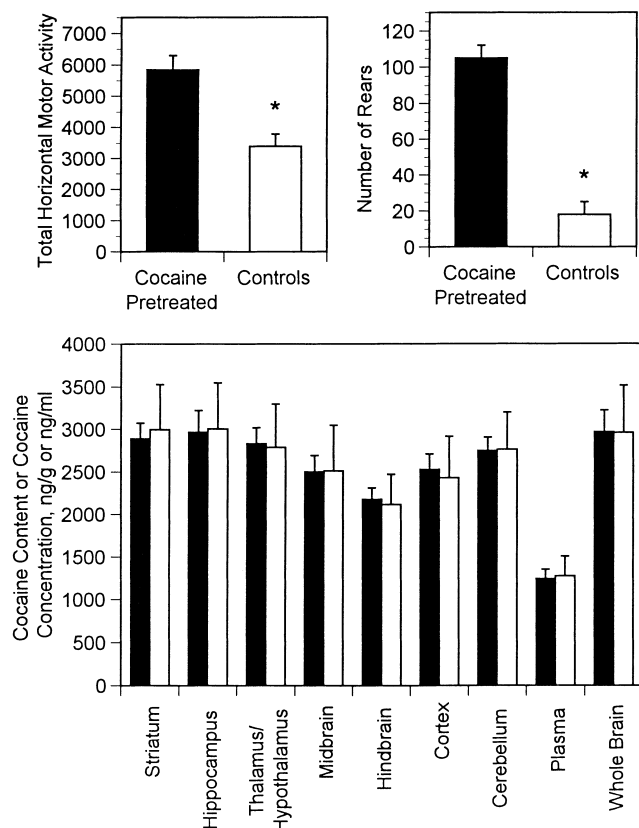 Total Horizontal Motor Activity
7000
6000
5000
4000
3000
2000
1000
0
*
Cocaine
Pretreated
Controls
Number of Rears
120
100
80
60
40
20
0
*
Cocaine
Pretreated
Controls
Cocaine Content or Cocaine
Concentration, ng/g or ng/ml
4000
3500
3000
2500
2000
1500
1000
500
0
Striatum
Hippocampus
Thalamus/
Hypothalamus
Midbrain
Hindbrain
Cortex
Cerebellum
Plasma
Whole Brain